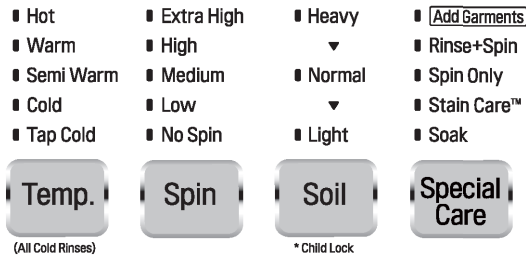 Hot Extra High Heavy Add Garments
Warm High ▼ Rinse+Spin
Semi Warm Medium Normal Spin Only
Cold Low ▼ Stain Care™
Tap Cold No Spin Light Soak
Temp. Spin Soil Special Care
(All Cold Rinses) * Child Lock